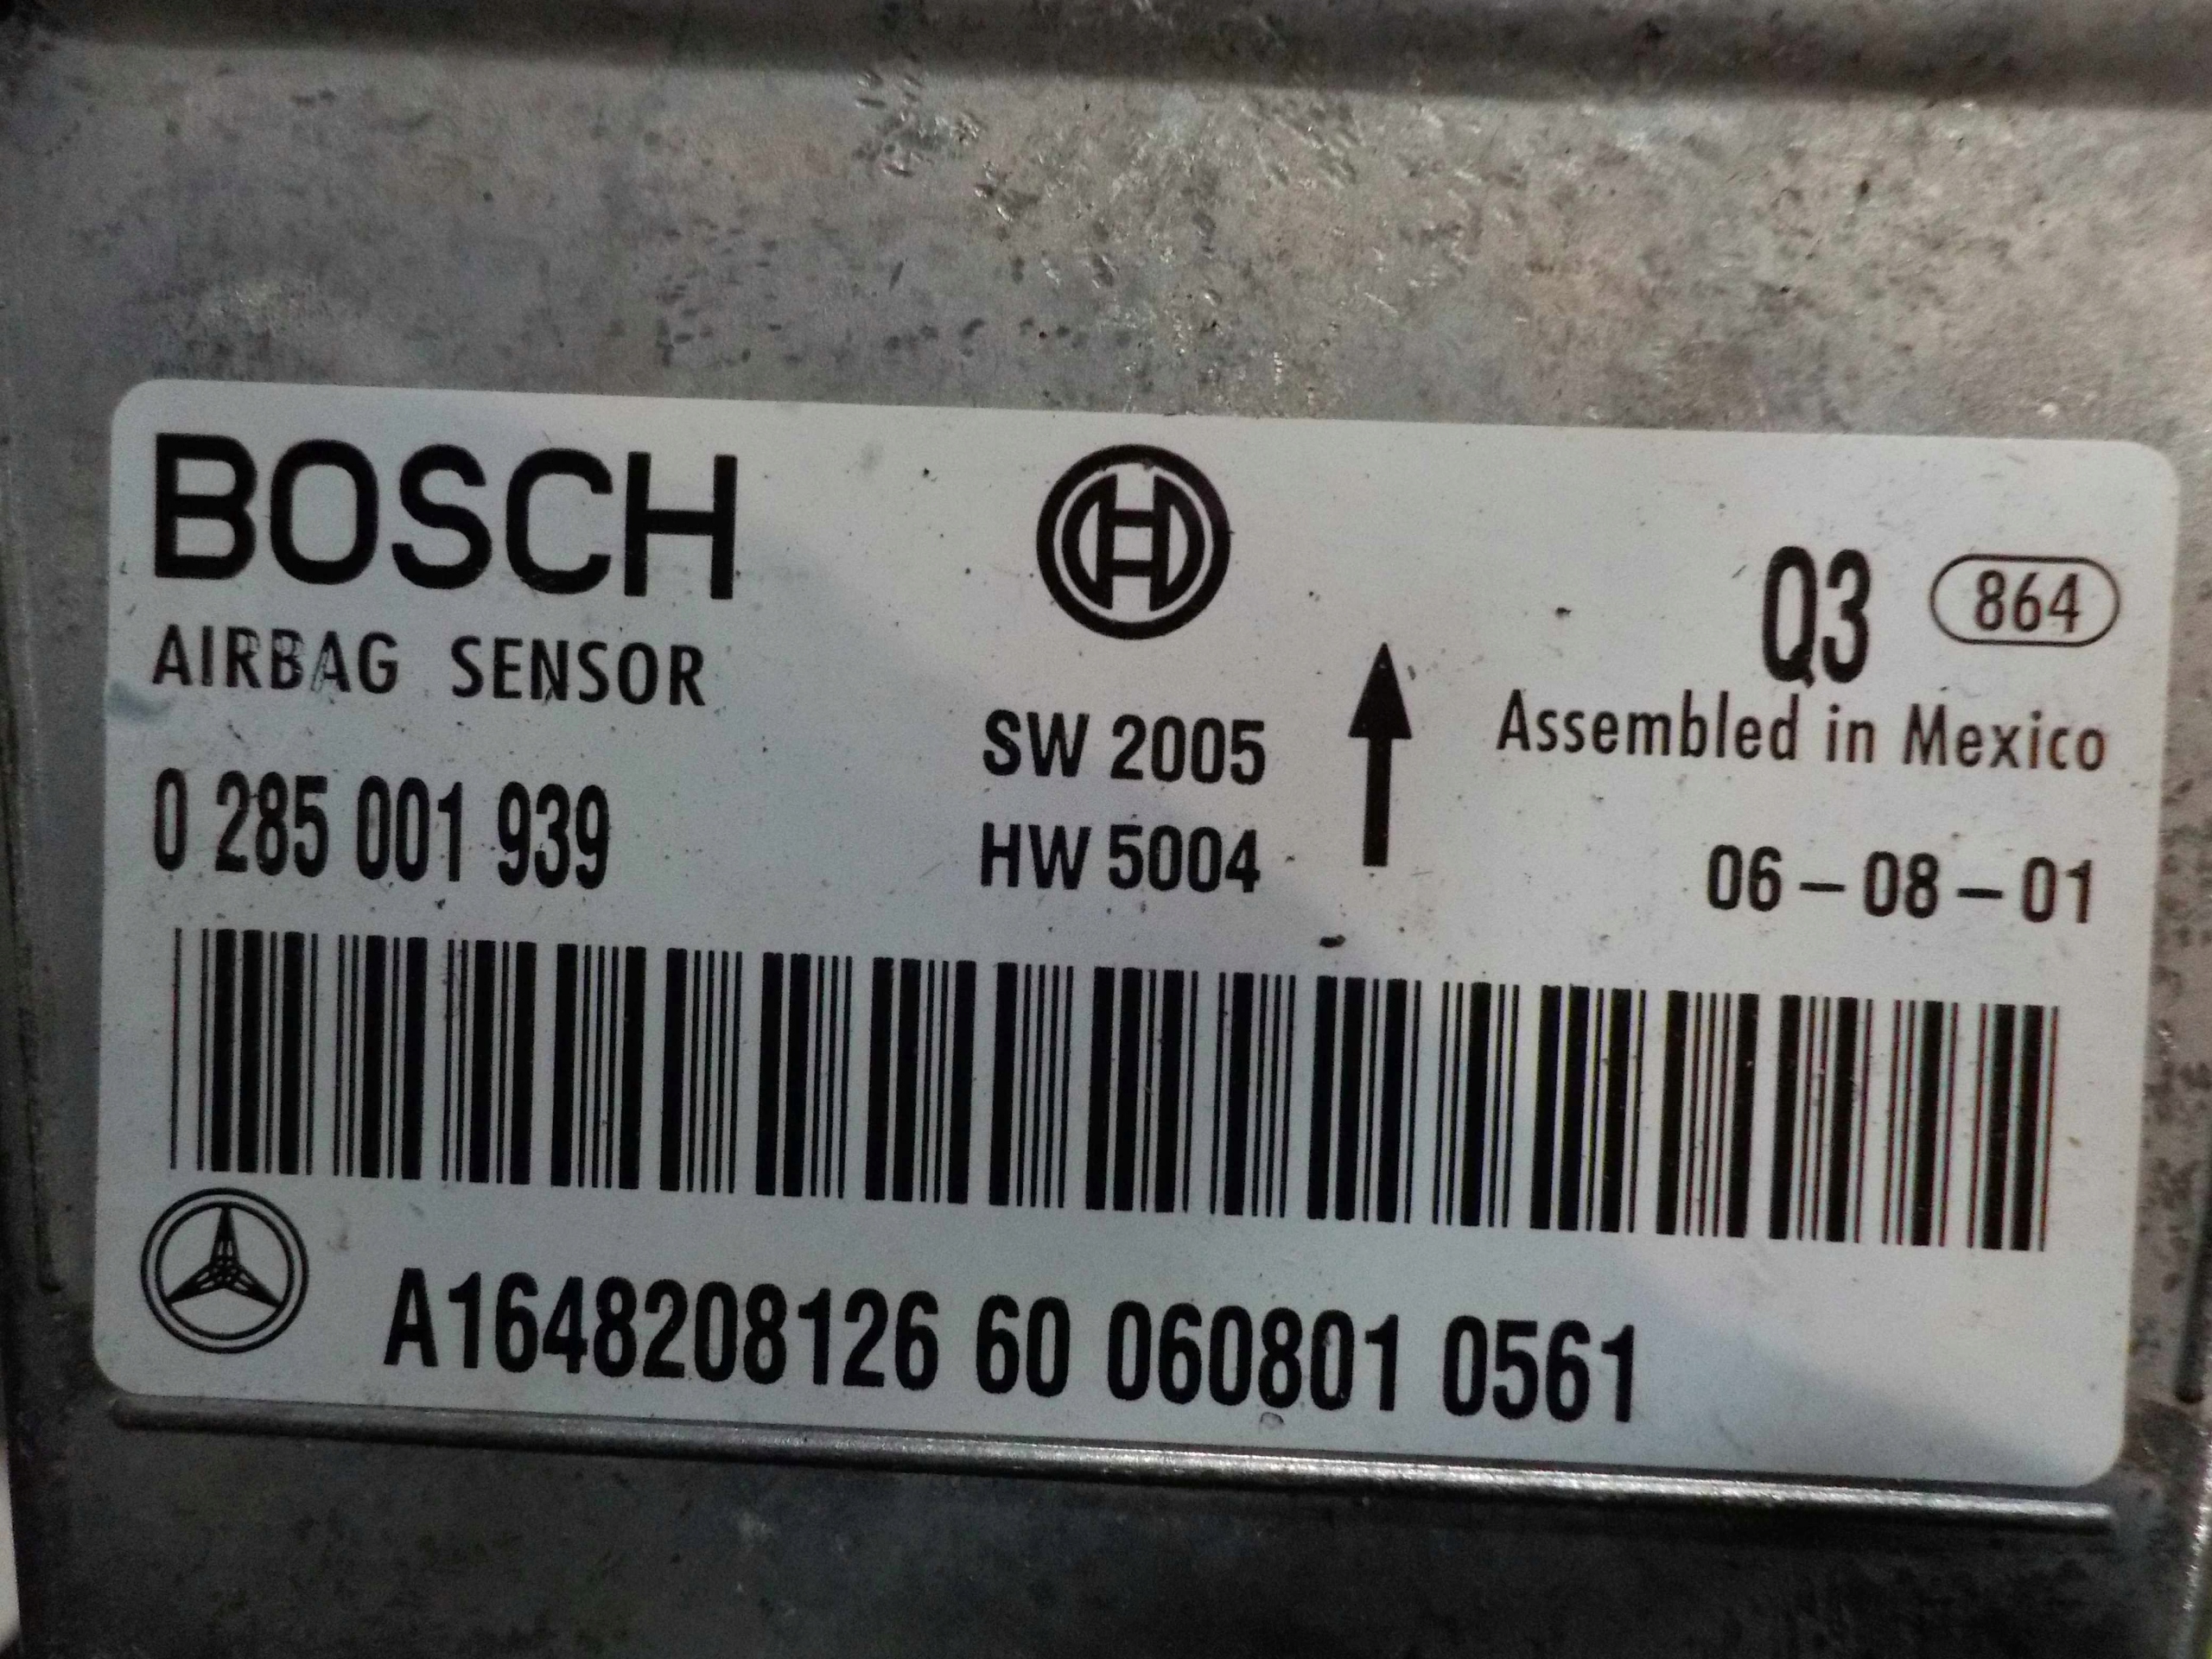 BOSCH
AIRBAG SENSOR
0 285 001 939
SW 2005
HW 5004
Q3 864
Assembled in Mexico
06-08-01
A1648208126 60 060801 0561